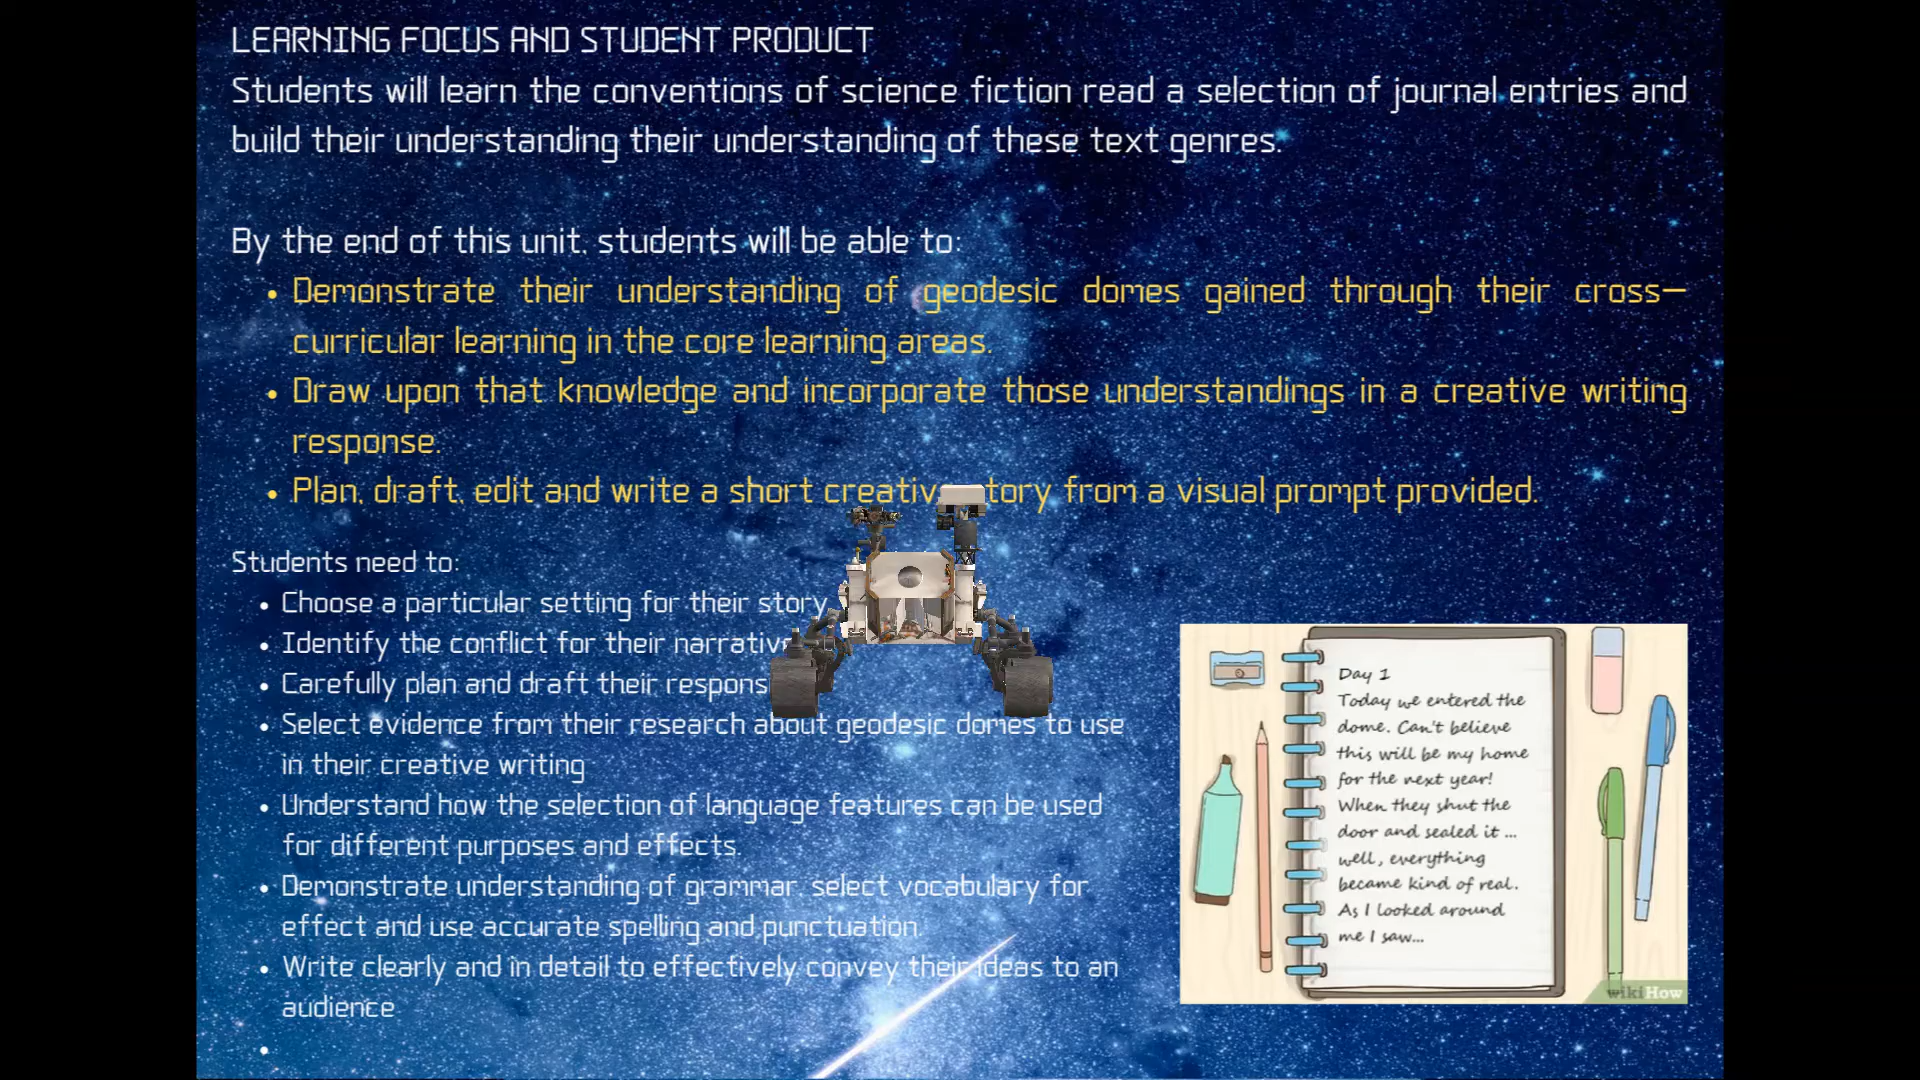 LEARNING FOCUS AND STUDENT PRODUCT
Students will learn the conventions of science fiction read a selection of journal entries and
build their understanding their understanding of these text genres.
By the end of this unit, students will be able to:
• Demonstrate their understanding of geodesic domes gained through their cross-
curricular learning in the core learning areas.
• Draw upon that knowledge and incorporate those understandings in a creative writing
response.
• Plan, draft, edit and write a short creativ tory from a visual prompt provided.
Students need to:
• Choose a particular setting for their story
• Identify the conflict for their narrative
• Carefully plan and draft their respons
• Select evidence from their research about geodesic domes to use
in their creative writing
• Understand how the selection of language features can be used
for different purposes and effects.
• Demonstrate understanding of grammar, select vocabulary for
effect and use accurate spelling and punctuation.
• Write clearly and in detail to effectively convey their ideas to an
audience
•
Day 1
Today we entered the
dome. Can't believe
this will be my home
for the next year!
When they shut the
door and sealed it ...
well, everything
became kind of real.
As I looked around
me I saw...
wikiHow